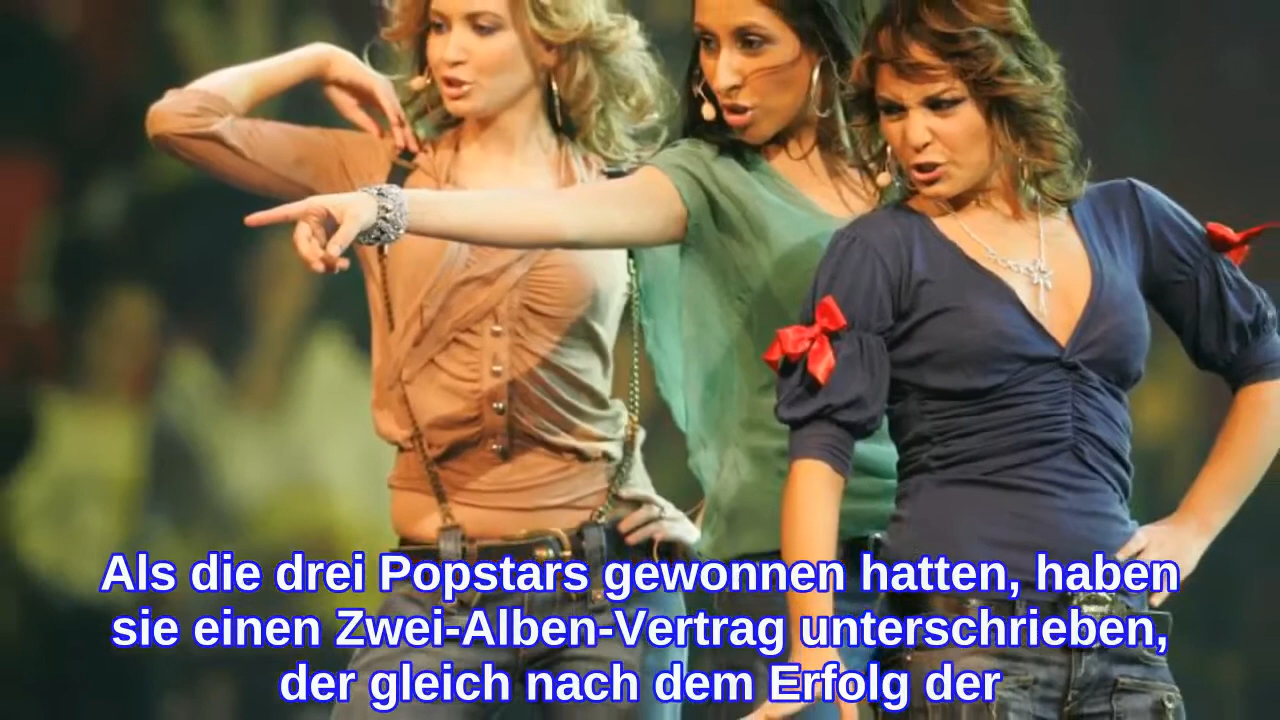 Als die drei Popstars gewonnen hatten, haben
sie einen Zwei-Alben-Vertrag unterschrieben,
der gleich nach dem Erfolg der